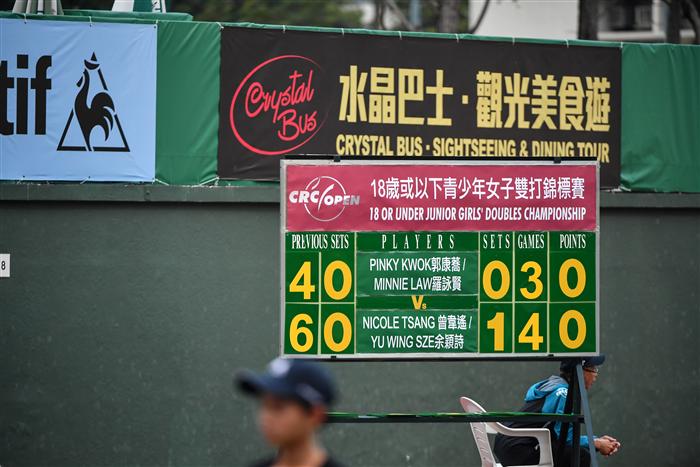 tif
Crystal
Bus
水晶巴士·觀光美食遊
CRYSTAL BUS · SIGHTSEEING & DINING TOUR
CRC OPEN
18歲或以下青少年女子雙打錦標賽
18 OR UNDER JUNIOR GIRLS' DOUBLES CHAMPIONSHIP
PREVIOUS SETS PLAYERS SETS GAMES POINTS
4 0 PINKY KWOK郭康蕎/ 0 3 0
MINNIE LAW羅詠賢
Vs
6 0 NICOLE TSANG 曾韋瑤/ 1 4 0
YU WING SZE余穎詩
8